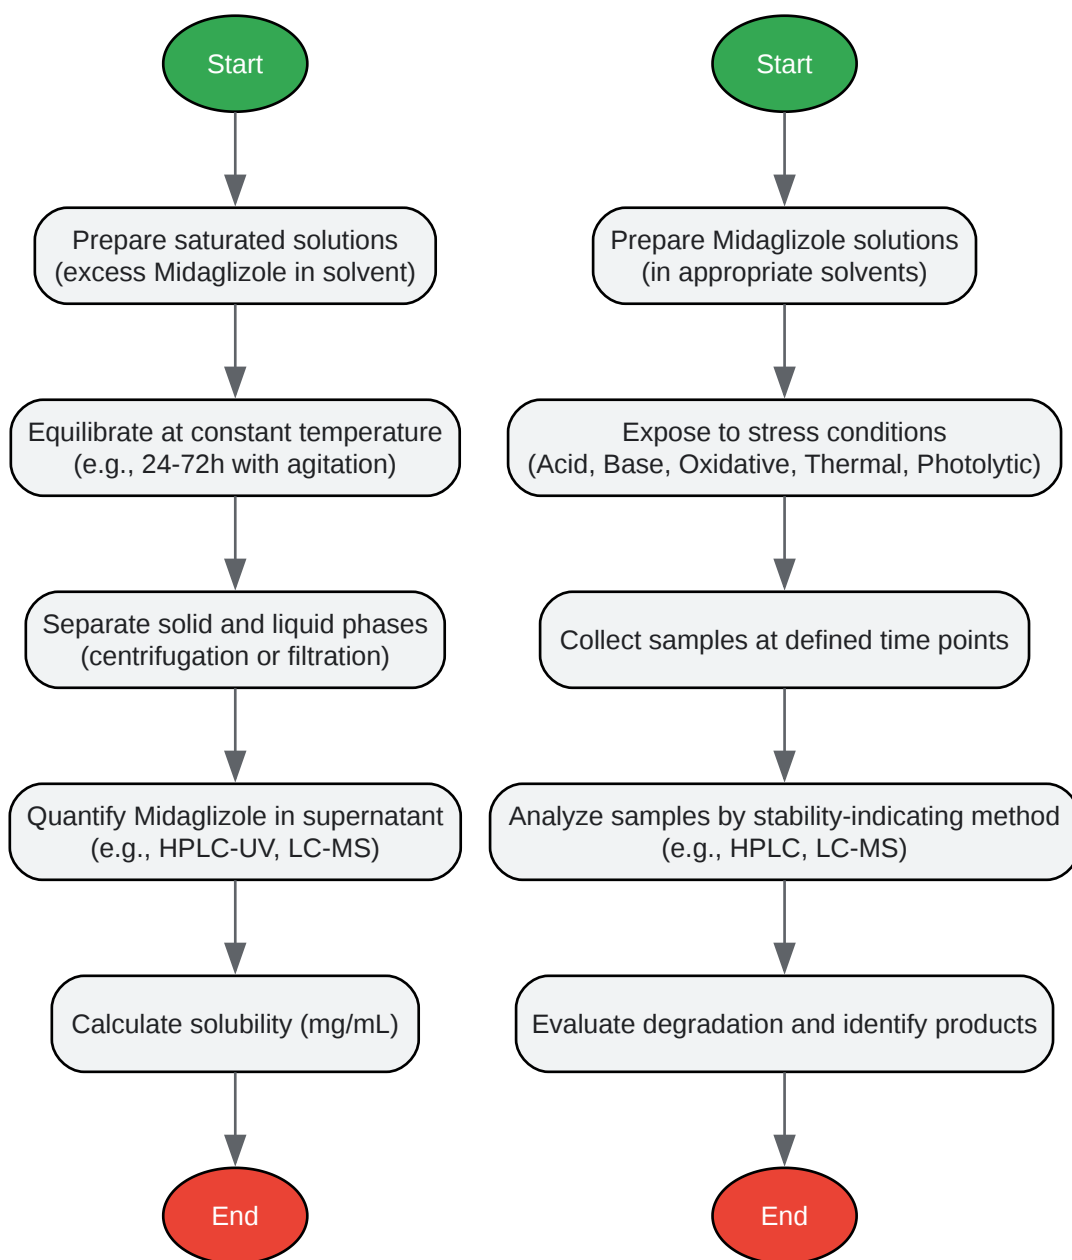 Start
Prepare saturated solutions
(excess Midaglizole in solvent)
Equilibrate at constant temperature
(e.g., 24-72h with agitation)
Separate solid and liquid phases
(centrifugation or filtration)
Quantify Midaglizole in supernatant
(e.g., HPLC-UV, LC-MS)
Calculate solubility (mg/mL)
End
Start
Prepare Midaglizole solutions
(in appropriate solvents)
Expose to stress conditions
(Acid, Base, Oxidative, Thermal, Photolytic)
Collect samples at defined time points
Analyze samples by stability-indicating method
(e.g., HPLC, LC-MS)
Evaluate degradation and identify products
End